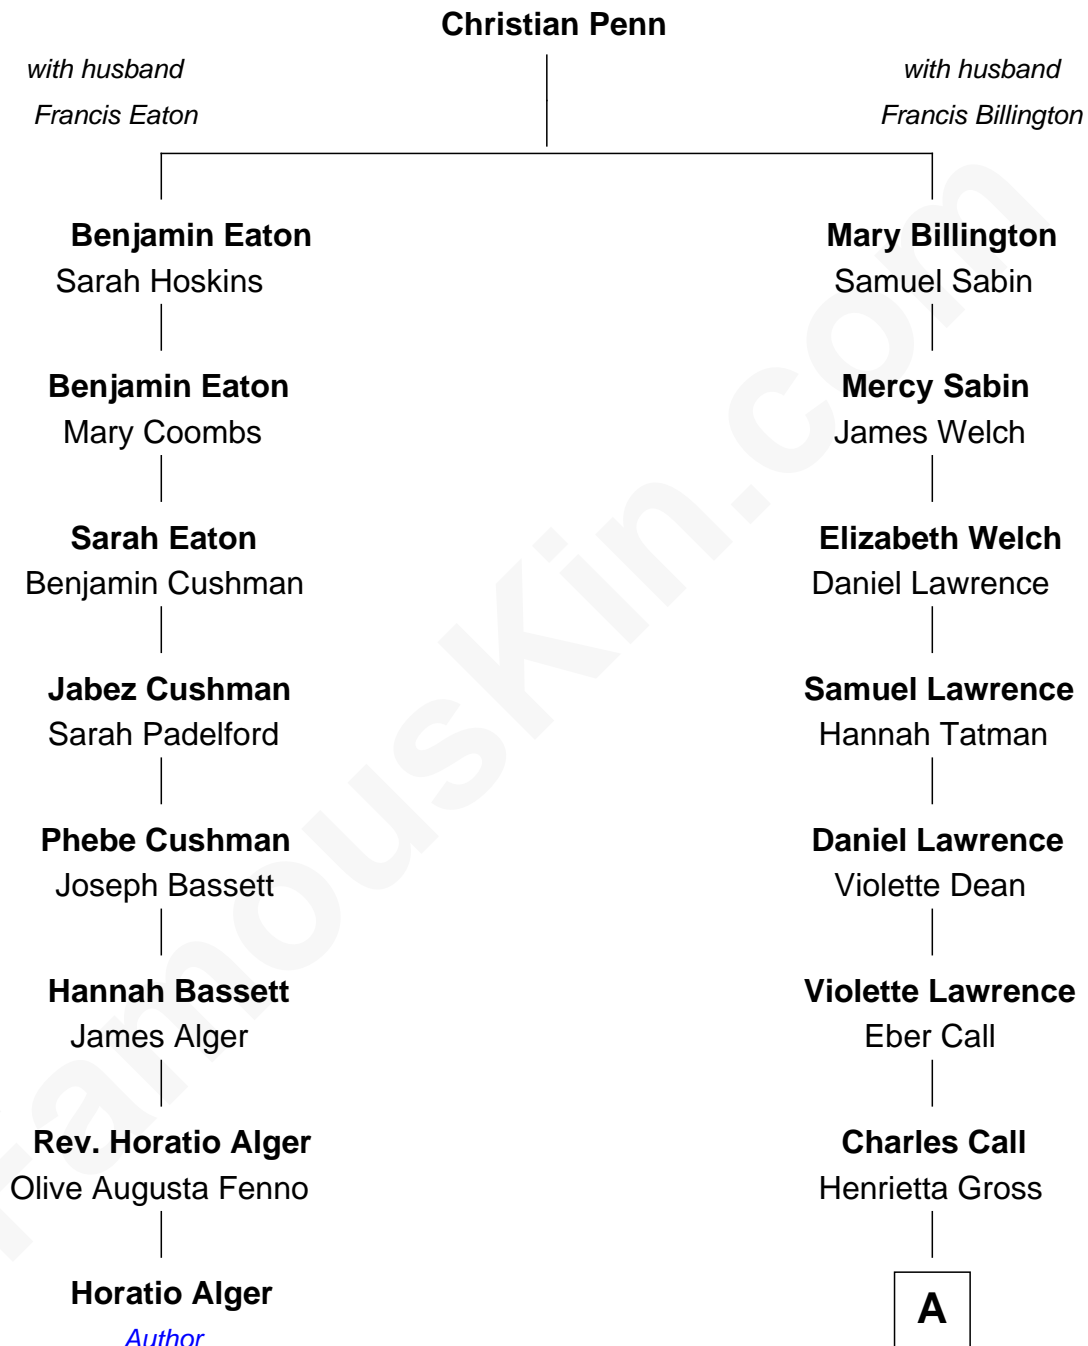 Christian Penn
with husband
Francis Eaton
with husband
Francis Billington
Benjamin Eaton
Sarah Hoskins
Mary Billington
Samuel Sabin
Benjamin Eaton
Mary Coombs
Mercy Sabin
James Welch
Sarah Eaton
Benjamin Cushman
Elizabeth Welch
Daniel Lawrence
Jabez Cushman
Sarah Padelford
Samuel Lawrence
Hannah Tatman
Phebe Cushman
Joseph Bassett
Daniel Lawrence
Violette Dean
Hannah Bassett
James Alger
Violette Lawrence
Eber Call
Rev. Horatio Alger
Olive Augusta Fenno
Charles Call
Henrietta Gross
Horatio Alger
Author
A
FamousKin.com